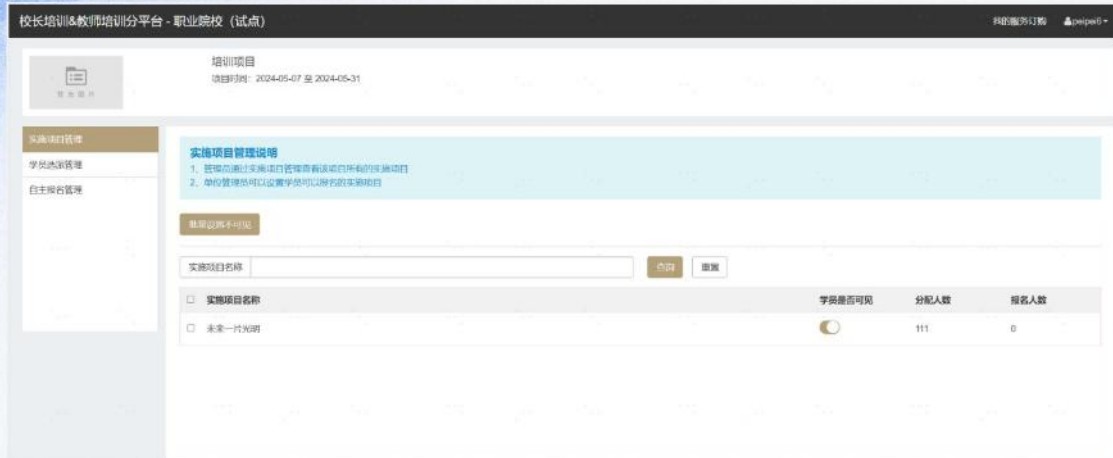 校长培训&教师培训分平台 - 职业院校（试点）
我的服务订购 peipei6
培训项目
项目时间：2024-05-07 至 2024-05-31
暂无图片
实施项目管理
学员选派管理
自主报名管理
实施项目管理说明
1、管理员通过实施项目管理查看该项目所有的实施项目
2、单位管理员可以设置学员可以报名的实施项目
批量设置不可见
实施项目名称 查询 重置
实施项目名称 学员是否可见 分配人数 报名人数
未来一片光明 111 0